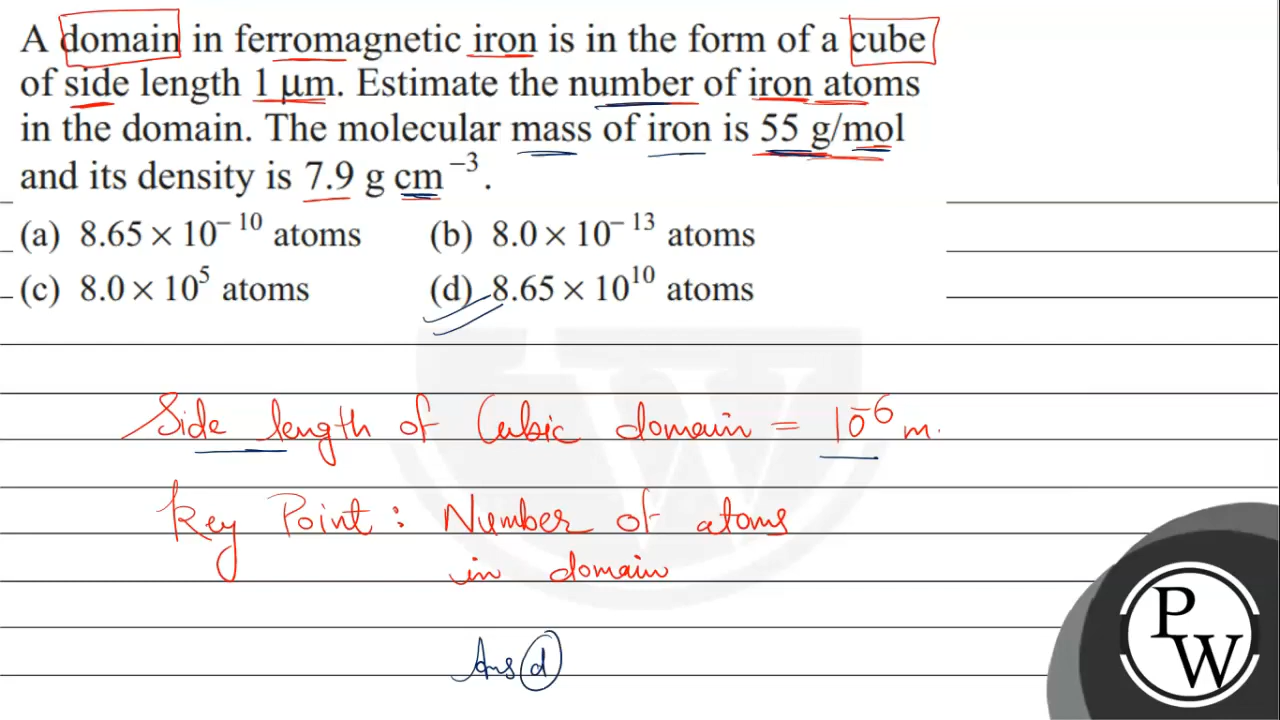 A domain in ferromagnetic iron is in the form of a cube
of side length 1 μm. Estimate the number of iron atoms
in the domain. The molecular mass of iron is 55 g/mol
and its density is 7.9 g cm⁻³.
(a) 8.65 × 10⁻¹⁰ atoms (b) 8.0 × 10⁻¹³ atoms
(c) 8.0 × 10⁵ atoms (d) 8.65 × 10¹⁰ atoms
Side length of Cubic domain = 10⁻⁶ m.
Key Point : Number of atoms
in domain
Ans (d)
PW